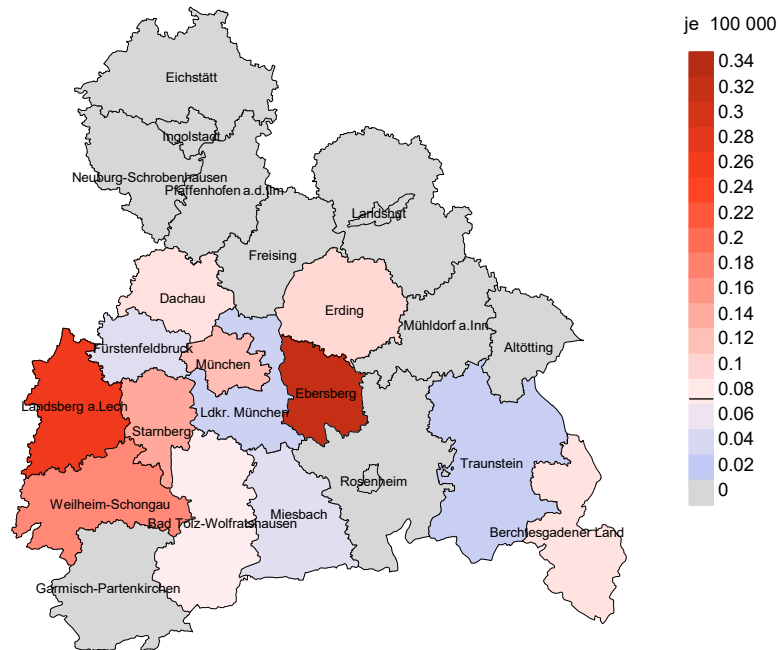 je 100 000
0.34
0.32
0.3
0.28
0.26
0.24
0.22
0.2
0.18
0.16
0.14
0.12
0.1
0.08
0.06
0.04
0.02
0
Eichstätt
Ingolstadt
Neuburg-Schrobenhausen
Pfaffenhofen a.d.Ilm
Landshut
Freising
Dachau
Erding
Mühldorf a.Inn
Altötting
Fürstenfeldbruck
München
Ebersberg
Landsberg a.Lech
Ldkr. München
Starnberg
Traunstein
Rosenheim
Weilheim-Schongau
Miesbach
Bad Tölz-Wolfratshausen
Berchtesgadener Land
Garmisch-Partenkirchen